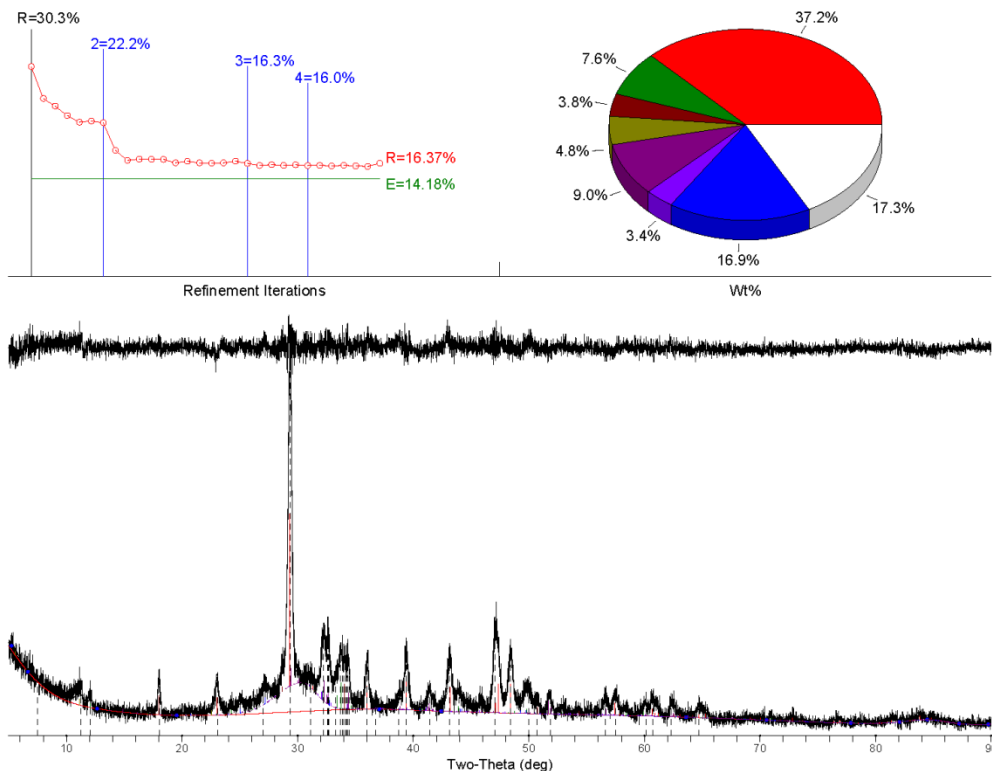 R=30.3%
2=22.2%
3=16.3%
4=16.0%
R=16.37%
E=14.18%
37.2%
7.6%
3.8%
4.8%
9.0%
3.4%
16.9%
17.3%
Refinement Iterations
Wt%
10 20 30 40 50 60 70 80 90
Two-Theta (deg)